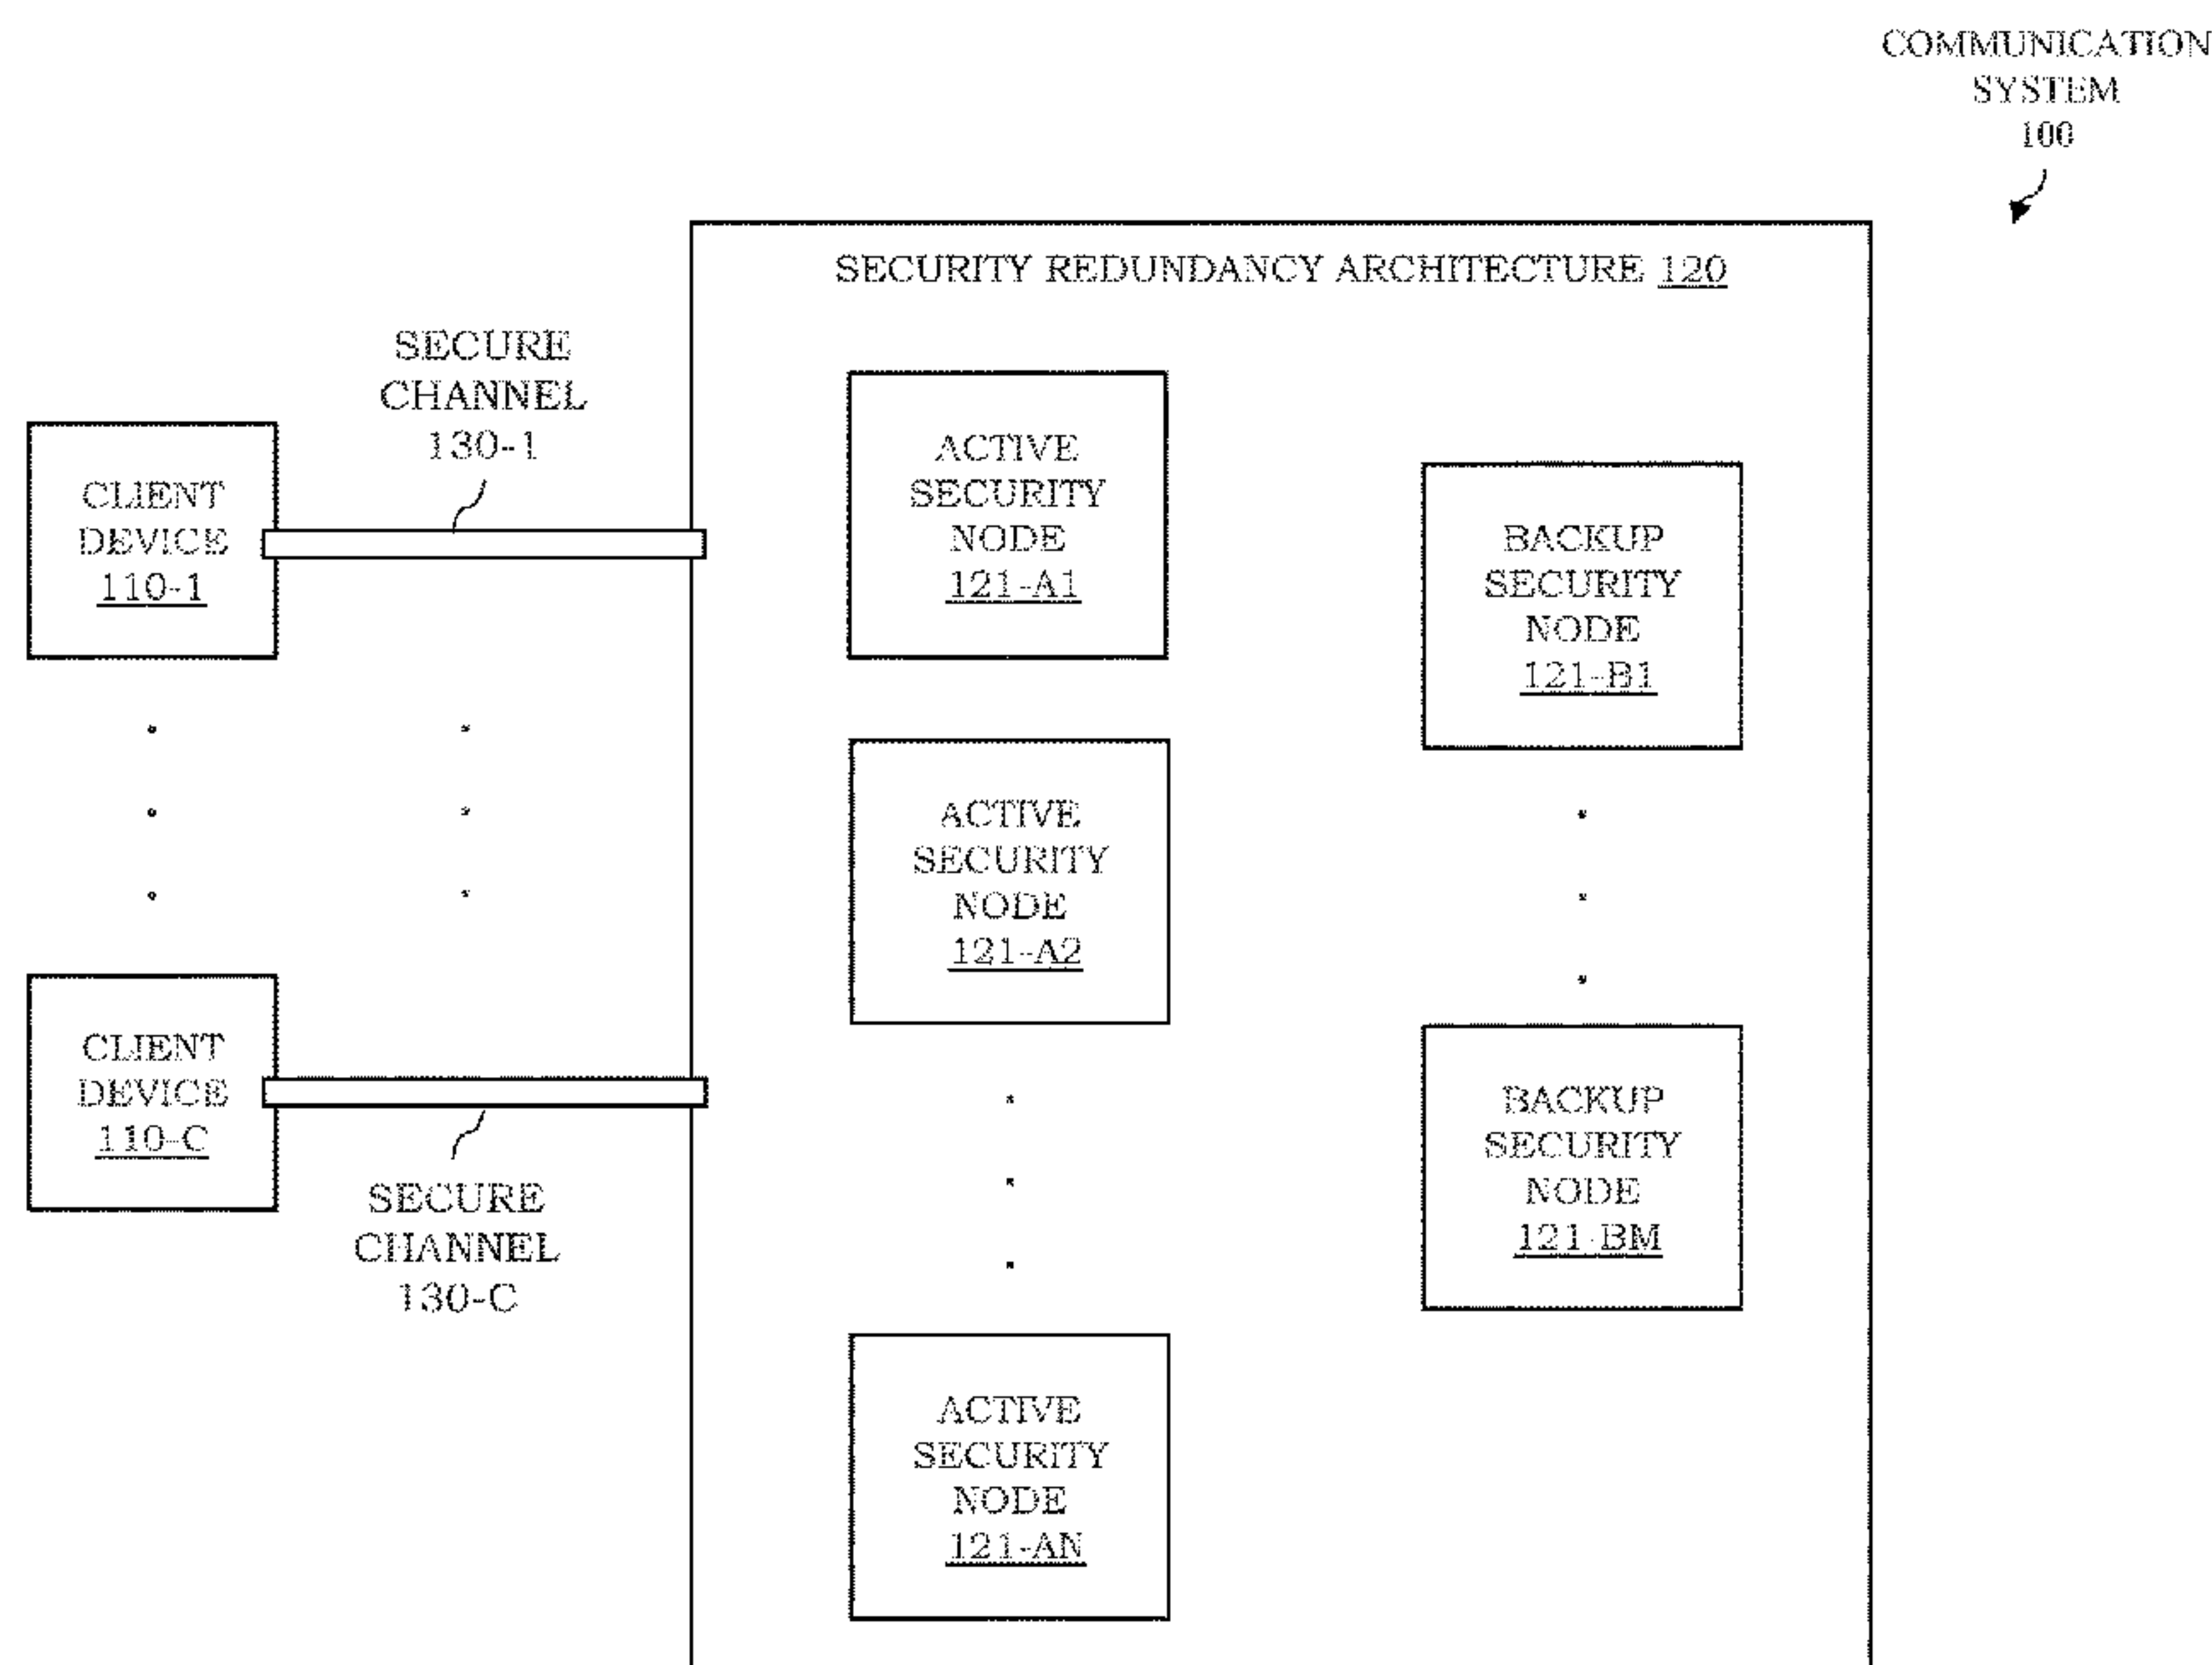 COMMUNICATION
SYSTEM
100
SECURITY REDUNDANCY ARCHITECTURE 120
SECURE
CHANNEL
130-1
CLIENT
DEVICE
110-1
ACTIVE
SECURITY
NODE
121-A1
BACKUP
SECURITY
NODE
121-B1
ACTIVE
SECURITY
NODE
121-A2
CLIENT
DEVICE
110-C
SECURE
CHANNEL
130-C
BACKUP
SECURITY
NODE
121-BM
ACTIVE
SECURITY
NODE
121-AN